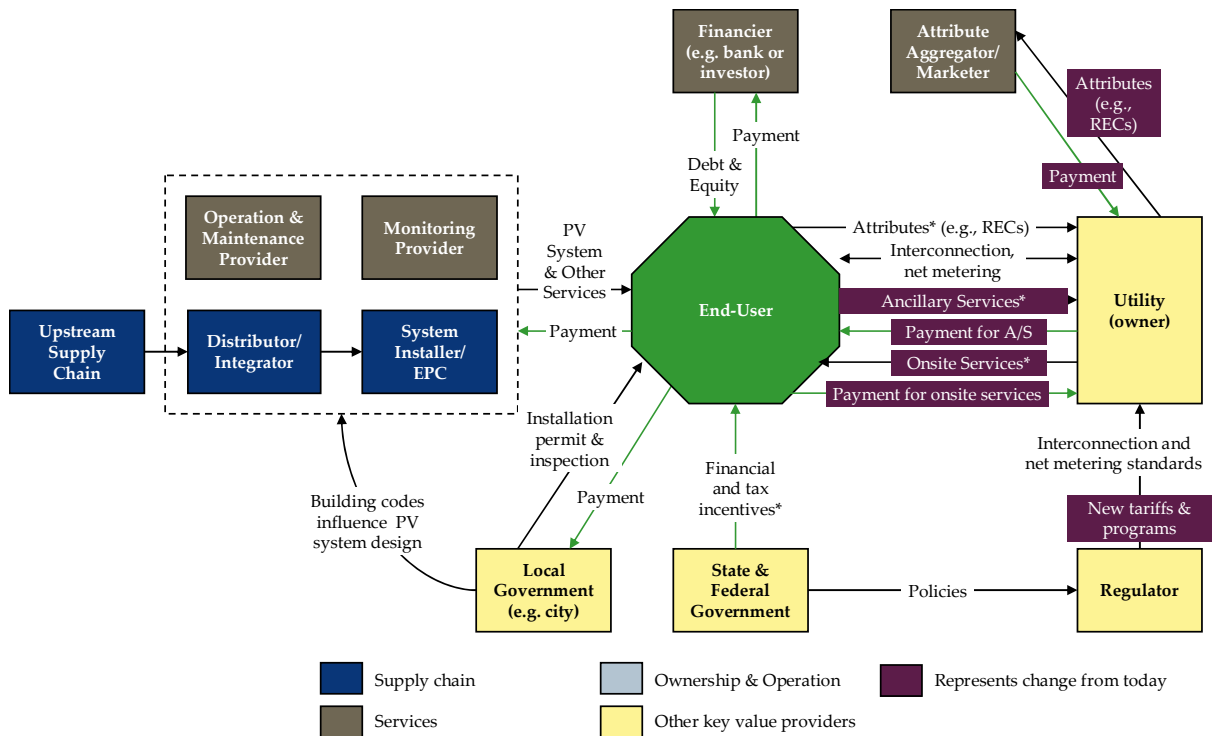 Financier
(e.g. bank or
investor)
Attribute
Aggregator/
Marketer
Attributes
(e.g.,
RECs)
Payment
Debt &
Equity
Payment
Operation &
Maintenance
Provider
Monitoring
Provider
PV
System
& Other
Services
Attributes* (e.g., RECs)
Interconnection,
net metering
Ancillary Services*
Payment for A/S
Onsite Services*
Payment for onsite services
End-User
Utility
(owner)
Upstream
Supply
Chain
Distributor/
Integrator
System
Installer/
EPC
Payment
Installation
permit &
inspection
Payment
Financial
and tax
incentives*
Interconnection and
net metering standards
New tariffs &
programs
Building codes
influence PV
system design
Local
Government
(e.g. city)
State &
Federal
Government
Policies
Regulator
Supply chain
Ownership & Operation
Represents change from today
Services
Other key value providers